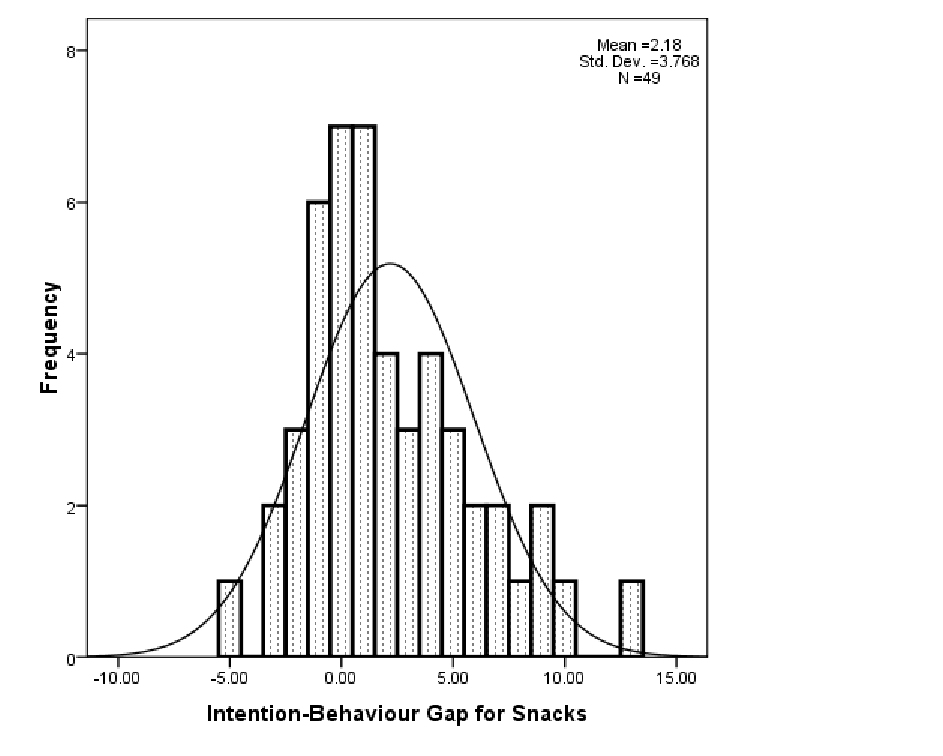 Mean =2.18
Std. Dev. =3.768
N =49
8
6
4
2
0
Frequency
-10.00 -5.00 0.00 5.00 10.00 15.00
Intention-Behaviour Gap for Snacks